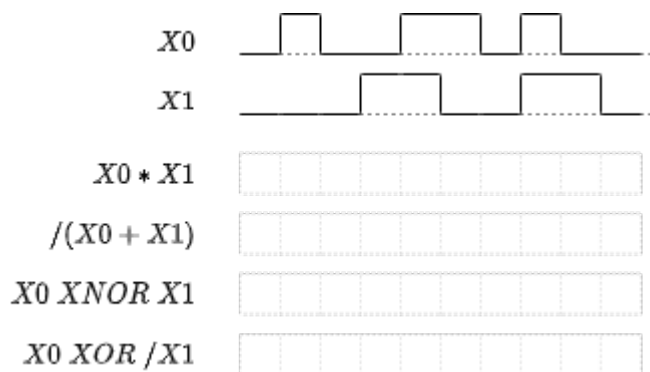 X0
X1
X0 * X1
/(X0 + X1)
X0 XNOR X1
X0 XOR /X1